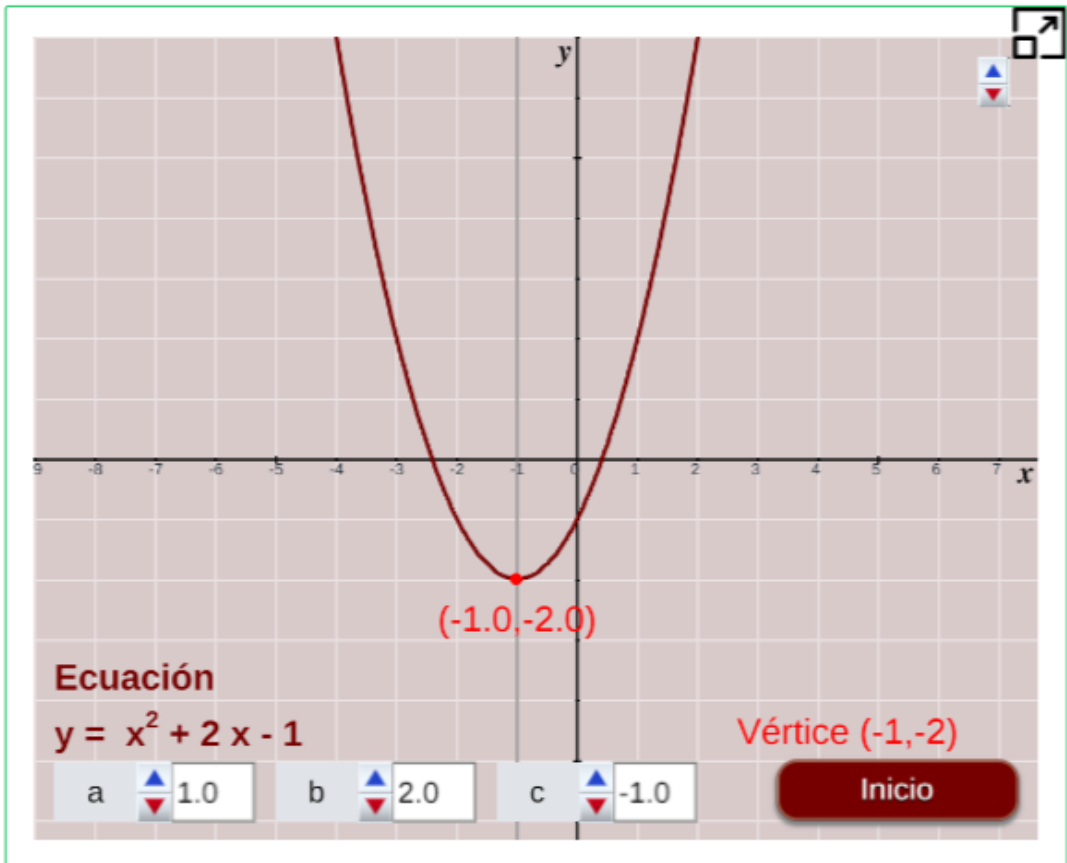 y
-9 -8 -7 -6 -5 -4 -3 -2 -1 0 1 2 3 4 5 6 7 x
(-1.0,-2.0)
Ecuación
y = x² + 2 x - 1
Vértice (-1,-2)
a 1.0 b 2.0 c -1.0 Inicio